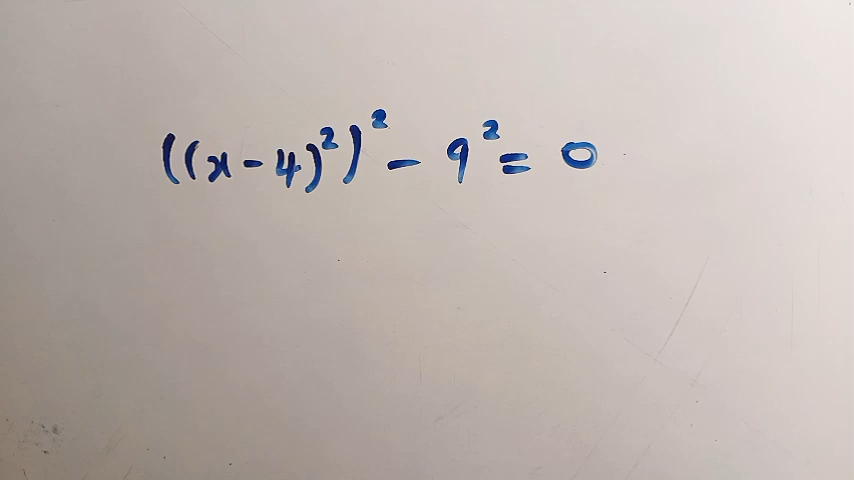 ((x-4)²)² - 9² = 0